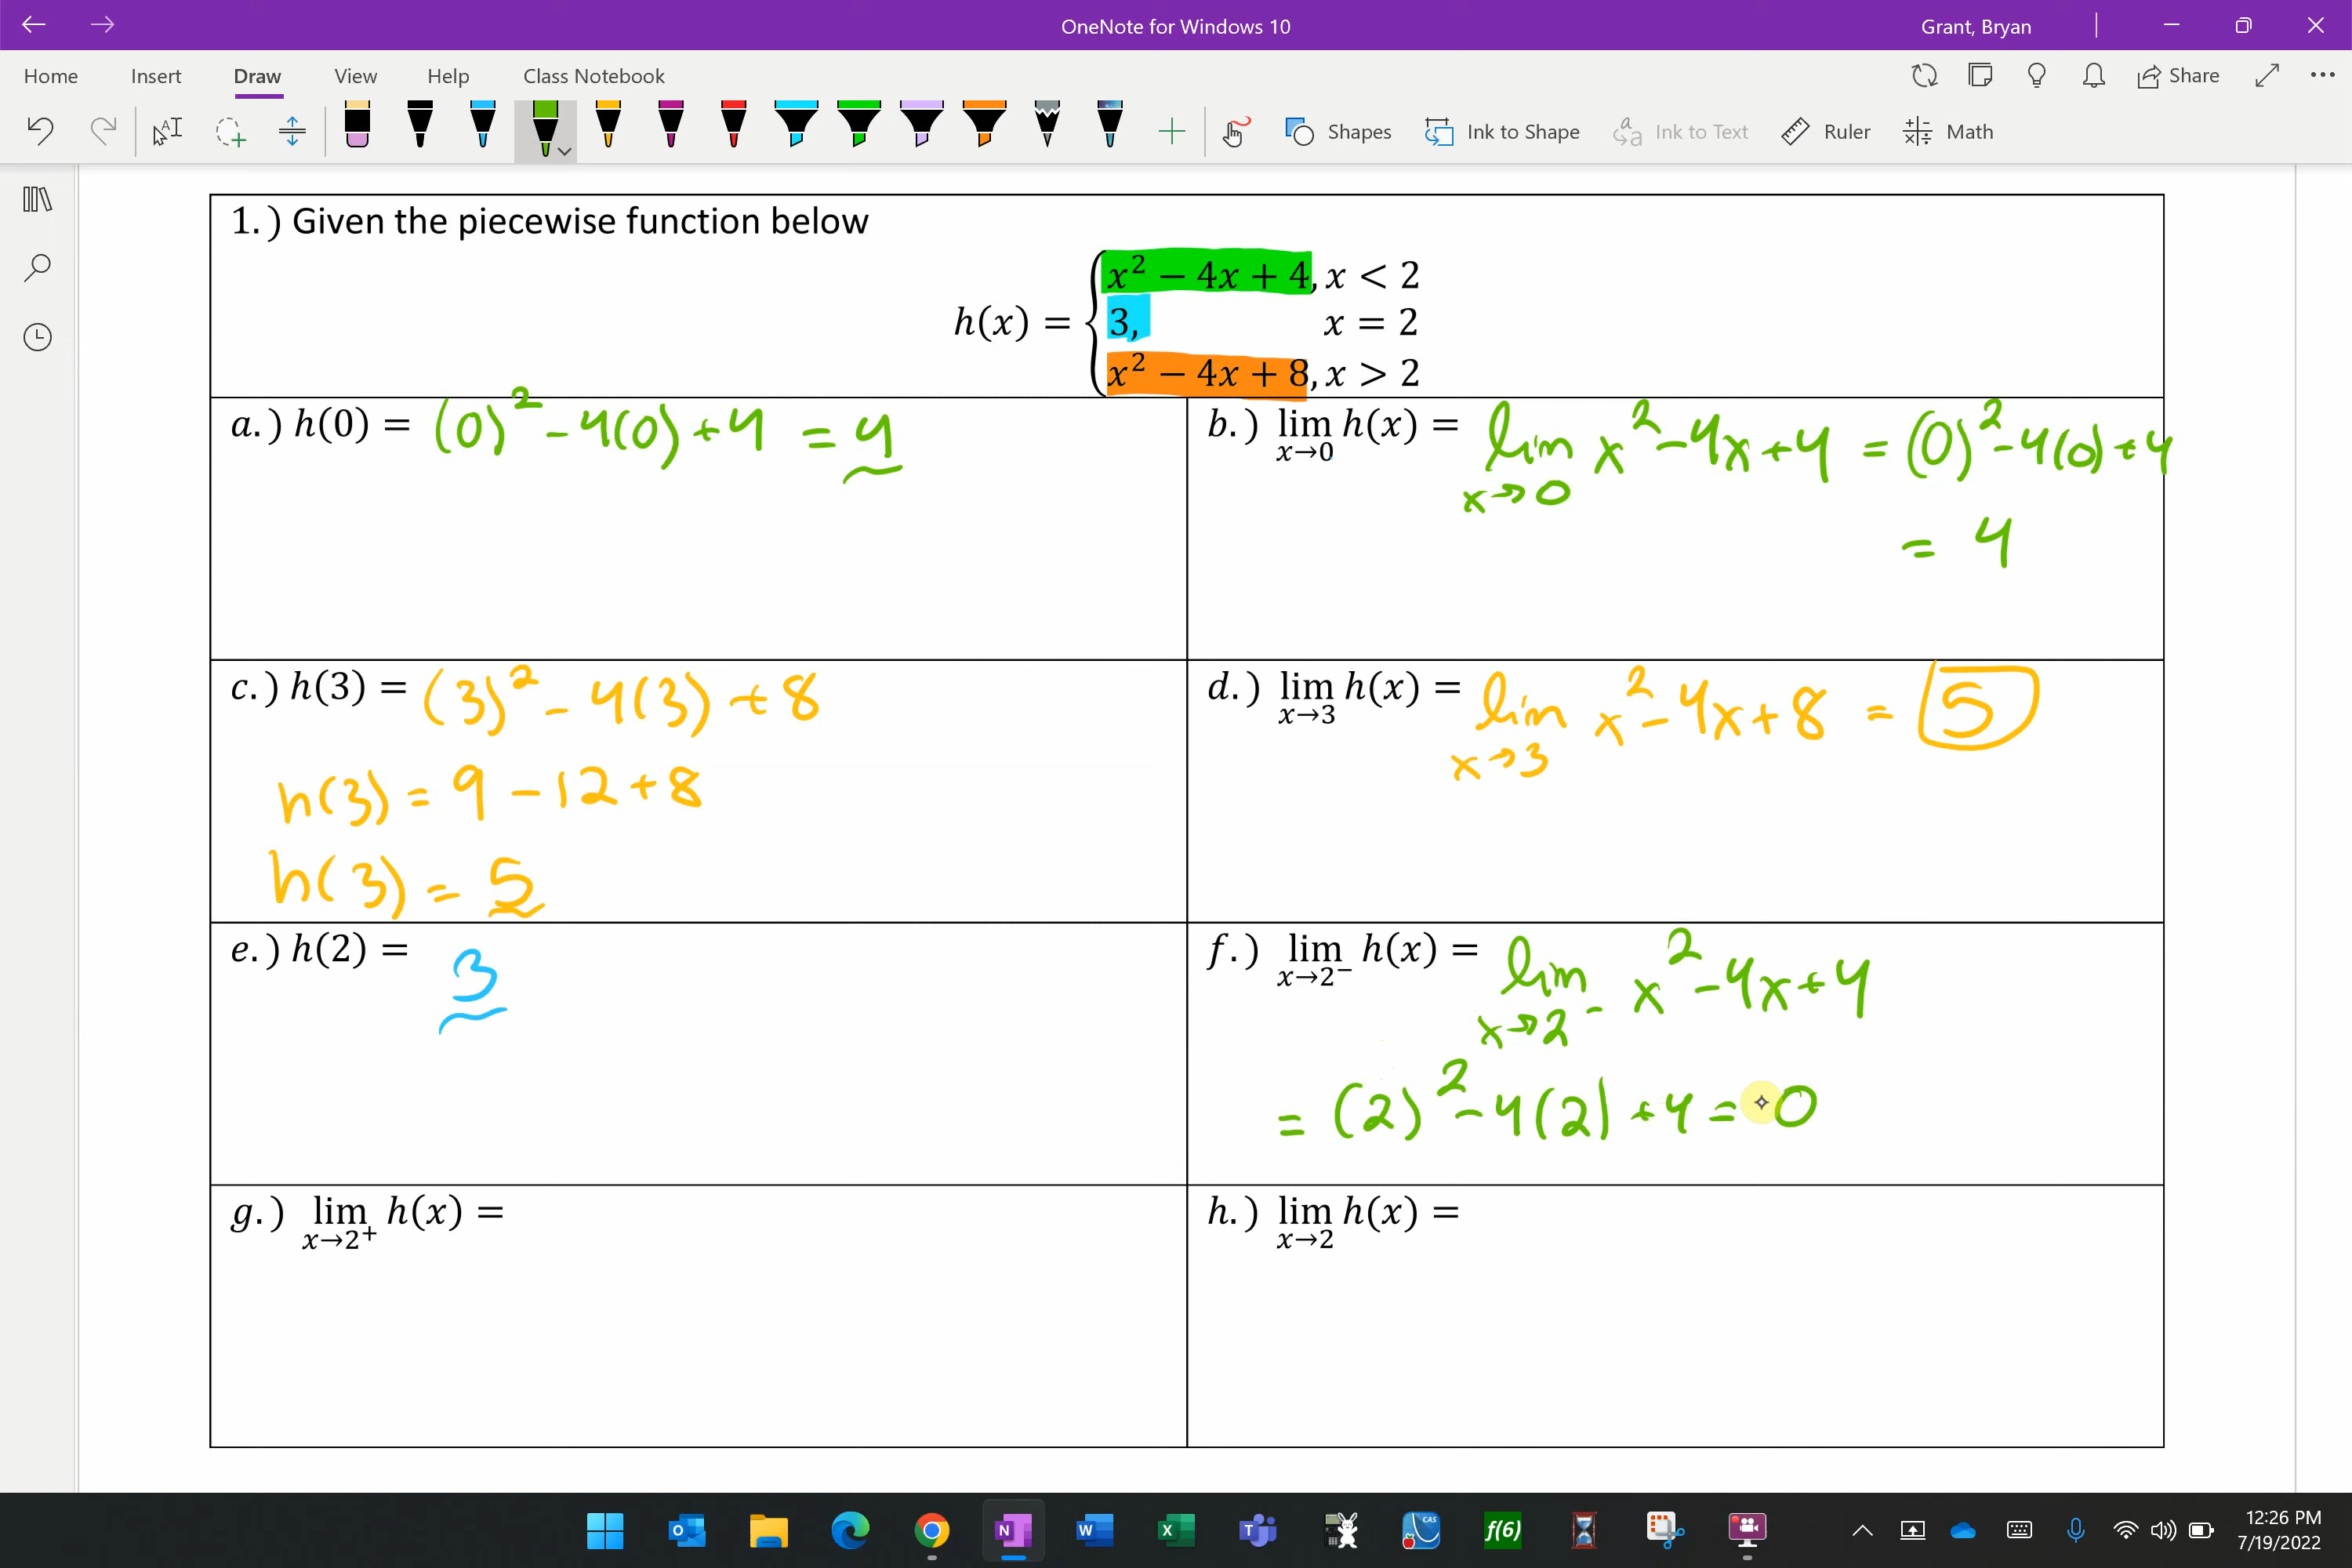 OneNote for Windows 10
Grant, Bryan
Home Insert Draw View Help Class Notebook
Share
Shapes Ink to Shape Ink to Text Ruler Math
1.) Given the piecewise function below
x² − 4x + 4, x < 2
h(x) = { 3, x = 2
x² − 4x + 8, x > 2
a.) h(0) = (0)² - 4(0) + 4 = 4
b.) lim x→0 h(x) = lim x→0 x² - 4x + 4 = (0)² - 4(0) + 4
= 4
c.) h(3) = (3)² - 4(3) + 8
h(3) = 9 - 12 + 8
h(3) = 5
d.) lim x→3 h(x) = lim x→3 x² - 4x + 8 = 5
e.) h(2) = 3
f.) lim x→2⁻ h(x) = lim x→2⁻ x² - 4x + 4
= (2)² - 4(2) + 4 = 0
g.) lim x→2⁺ h(x) =
h.) lim x→2 h(x) =
CAS
f(6)
12:26 PM
7/19/2022